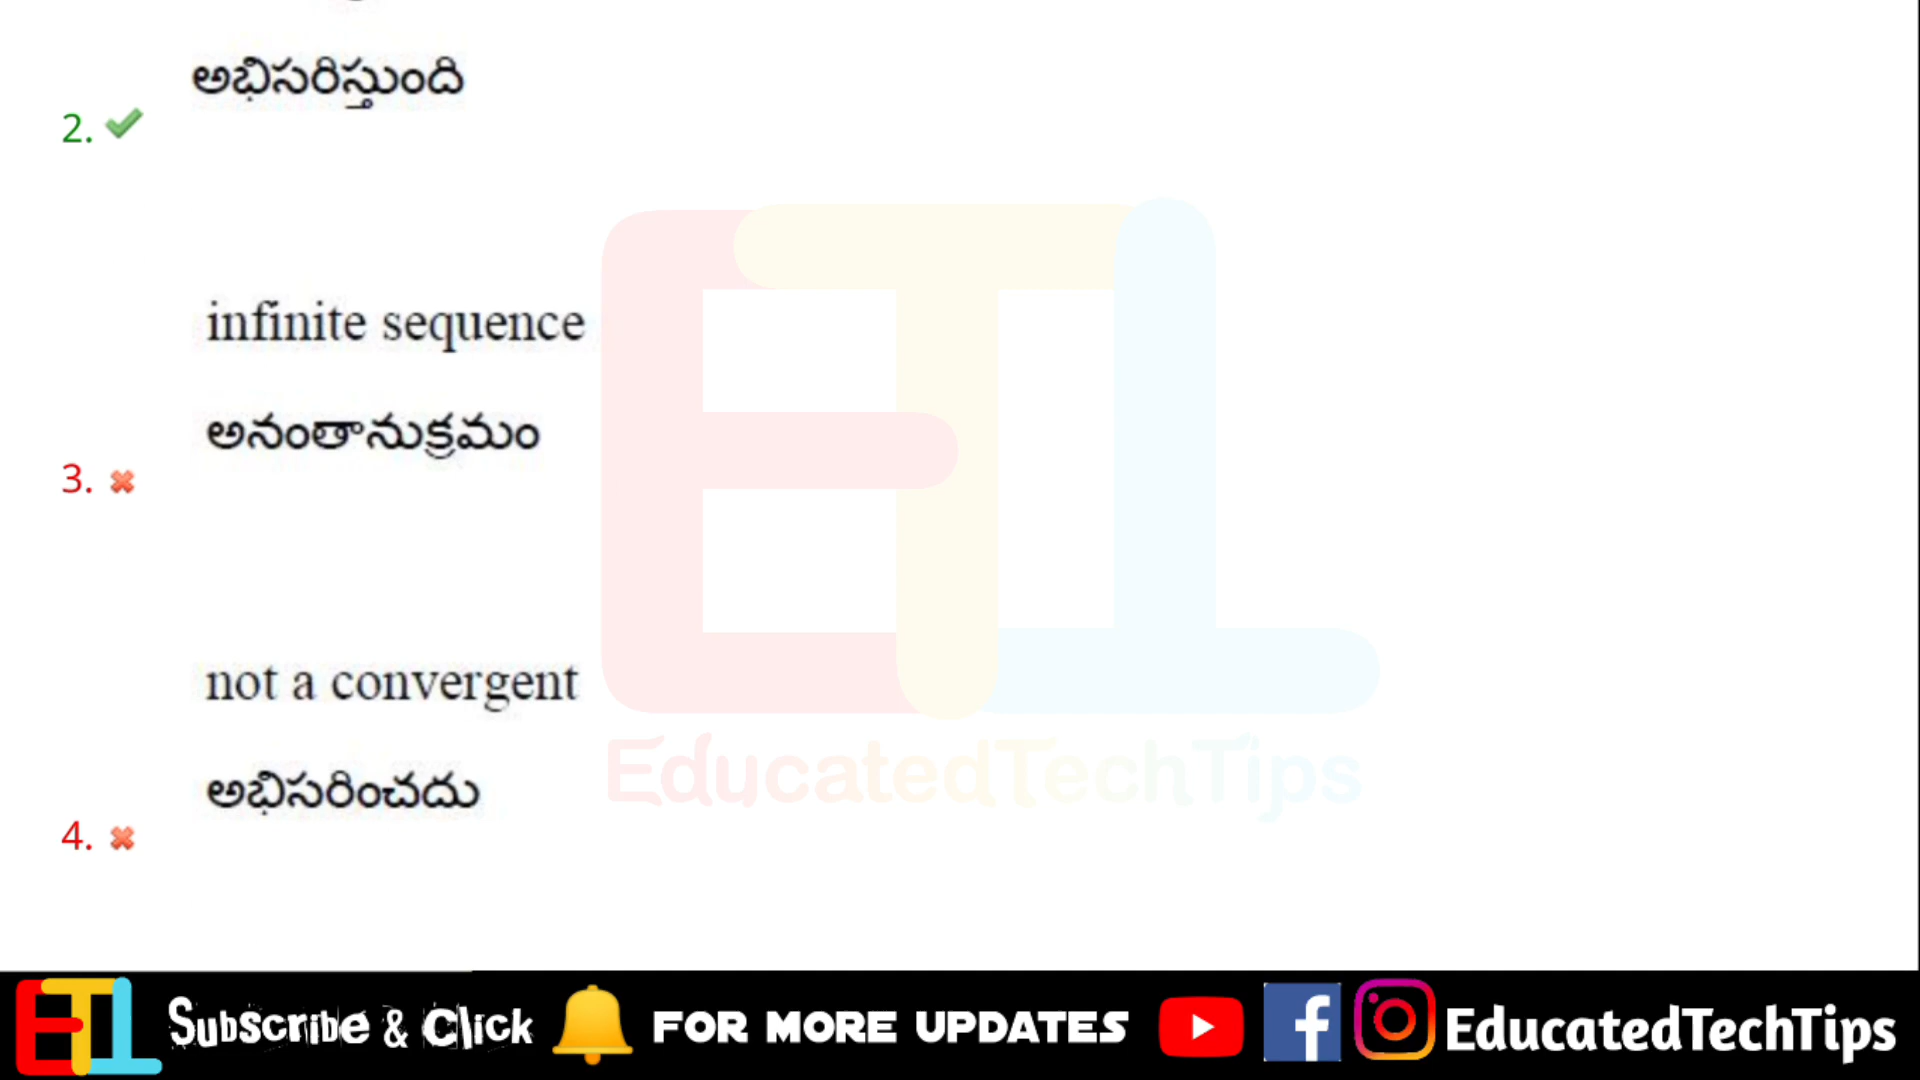 అభిసరిస్తుంది
2.
infinite sequence
అనంతానుక్రమం
3.
not a convergent
అభిసరించదు
4.
EducatedTechTips
ETT Subscribe & Click FOR MORE UPDATES EducatedTechTips